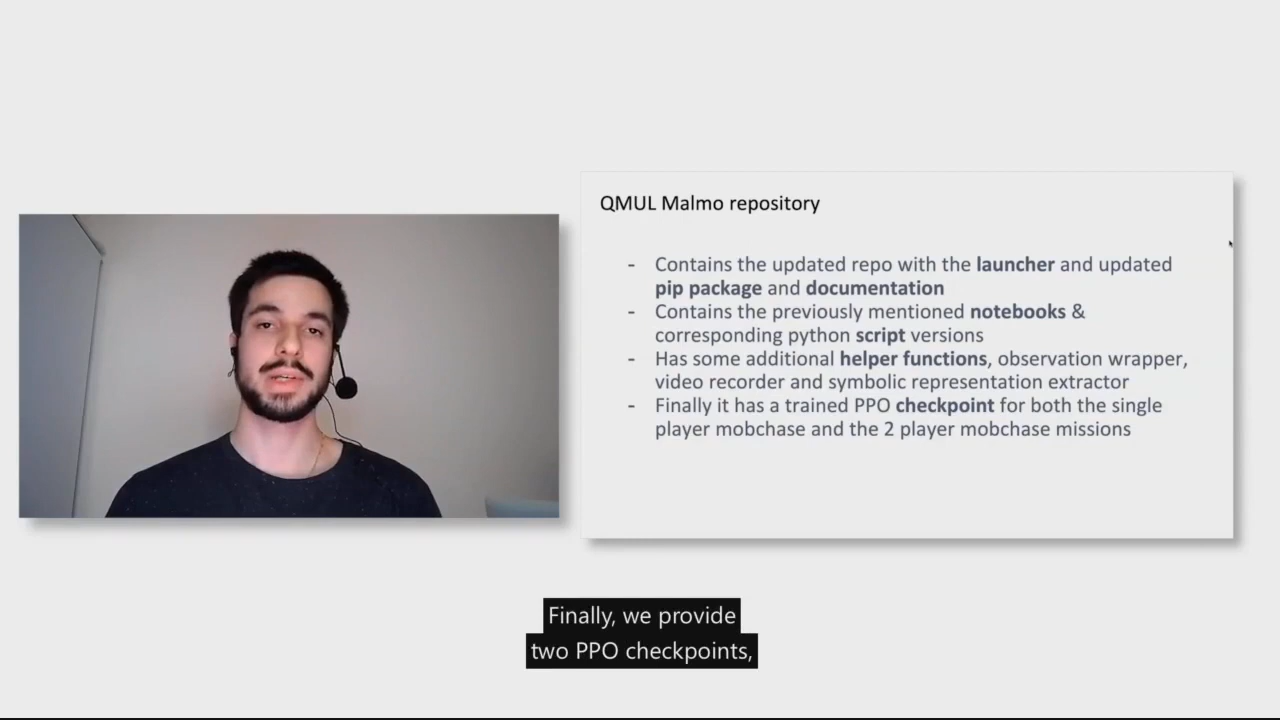 QMUL Malmo repository
- Contains the updated repo with the launcher and updated
pip package and documentation
- Contains the previously mentioned notebooks &
corresponding python script versions
- Has some additional helper functions, observation wrapper,
video recorder and symbolic representation extractor
- Finally it has a trained PPO checkpoint for both the single
player mobchase and the 2 player mobchase missions
Finally, we provide
two PPO checkpoints,